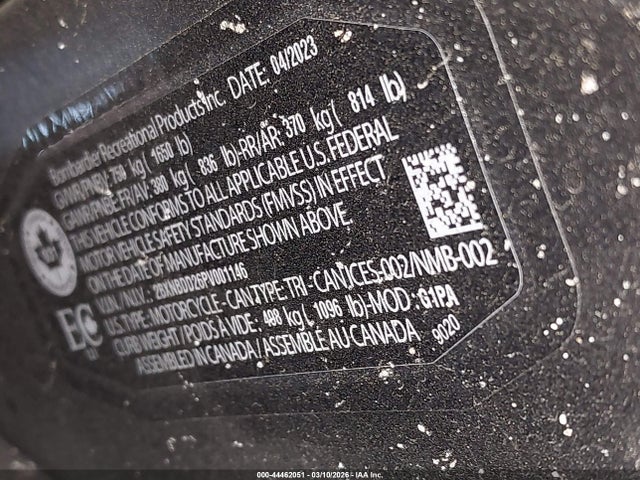 Bombardier Recreational Products Inc. DATE: 04/2023
GVWR/PNBV: 750 kg ( 1650 lb)
GAWR/PNBE: FR/AV: 380 kg ( 836 lb)-RR/AR: 370 kg ( 814 lb)
THIS VEHICLE CONFORMS TO ALL APPLICABLE U.S. FEDERAL
MOTOR VEHICLE SAFETY STANDARDS (FMVSS) IN EFFECT
ON THE DATE OF MANUFACTURE SHOWN ABOVE.
VIN / N.I.V.:
U.S. TYPE: MOTORCYCLE - CAN TYPE: TRI - CAN ICES-002/NMB-002
CURB WEIGHT / POIDS À VIDE : 498 kg ( 1096 lb)-MOD : G1PA
ASSEMBLED IN CANADA / ASSEMBLÉ AU CANADA 9020
EC
000-44462051 - 03/10/2026 - IAA Inc.